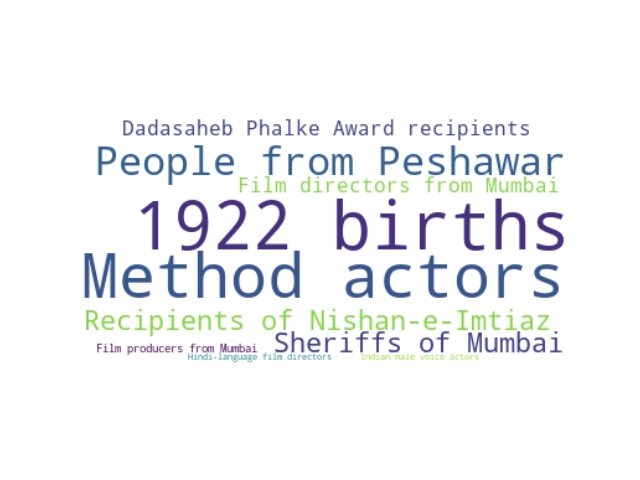 Dadasaheb Phalke Award recipients
People from Peshawar
Film directors from Mumbai
1922 births
Method actors
Recipients of Nishan-e-Imtiaz
Sheriffs of Mumbai
Film producers from Mumbai
Hindi-language film directors
Indian male voice actors